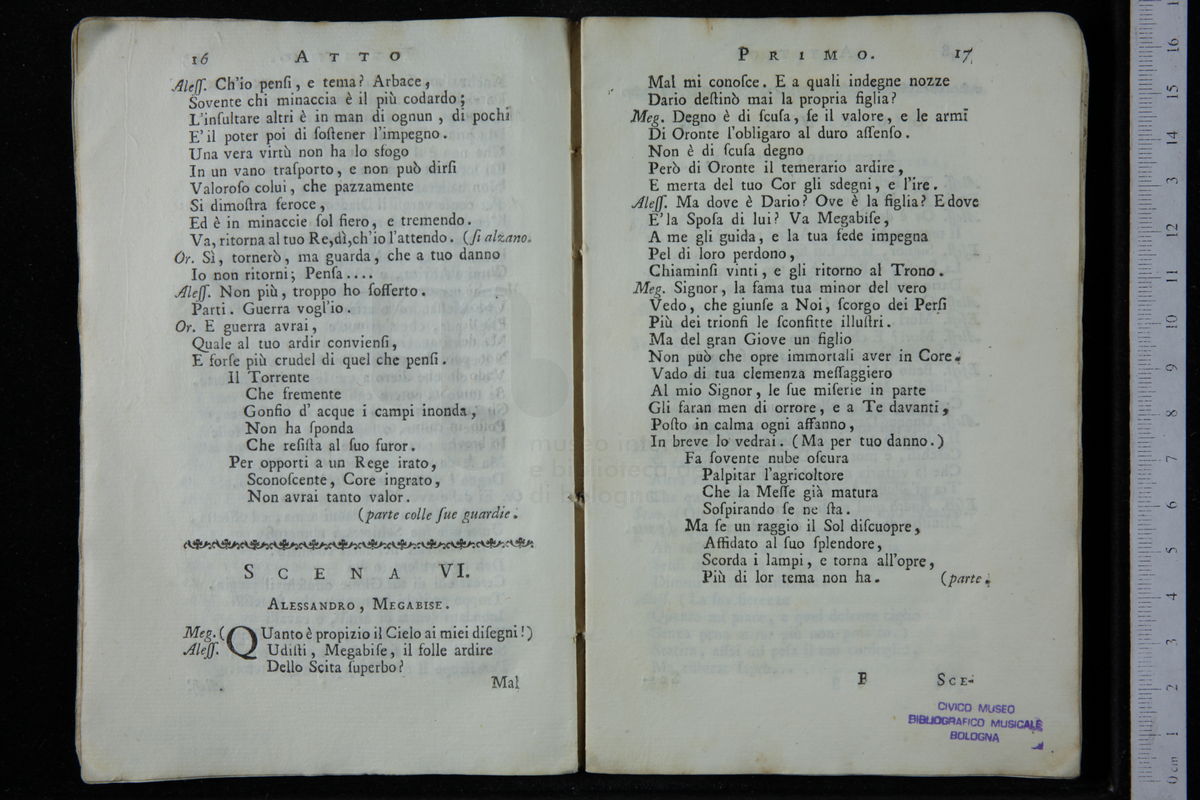 16 ATTO
Aleſſ. Ch'io penſi, e tema? Arbace,
Sovente chi minaccia è il più codardo;
L'inſultare altri è in man di ognun, di pochi
E' il poter poi di ſoſtener l'impegno.
Una vera virtù non ha lo sfogo
In un vano traſporto, e non può dirſi
Valoroſo colui, che pazzamente
Si dimoſtra feroce,
Ed è in minaccie ſol fiero, e tremendo.
Va, ritorna al tuo Re,dì,ch'io l'attendo. (ſi alzano.
Or. Sì, tornerò, ma guarda, che a tuo danno
Io non ritorni; Penſa....
Aleſſ. Non più, troppo ho ſofferto.
Parti. Guerra vogl'io.
Or. E guerra avrai,
Quale al tuo ardir convienſi,
E forſe più crudel di quel che penſi.
Il Torrente
Che fremente
Gonfio d' acque i campi inonda,
Non ha ſponda
Che reſiſta al ſuo furor.
Per opporti a un Rege irato,
Sconoſcente, Core ingrato,
Non avrai tanto valor.
(parte colle ſue guardie.
SCENA VI.
ALESSANDRO, MEGABISE.
Meg. (QUanto è propizio il Cielo ai miei diſegni!)
Aleſſ. Udiſti, Megabiſe, il folle ardire
Dello Scita ſuperbo?
Mal
PRIMO. 17
Mal mi conoſce. E a quali indegne nozze
Dario deſtinò mai la propria figlia?
Meg. Degno è di ſcuſa, ſe il valore, e le armi
Di Oronte l'obligaro al duro aſſenſo.
Non è di ſcuſa degno
Però di Oronte il temerario ardire,
E merta del tuo Cor gli sdegni, e l'ire.
Aleſſ. Ma dove è Dario? Ove è la figlia? E dove
E' la Spoſa di lui? Va Megabiſe,
A me gli guida, e la tua fede impegna
Pel di loro perdono,
Chiaminſi vinti, e gli ritorno al Trono.
Meg. Signor, la fama tua minor del vero
Vedo, che giunſe a Noi, ſcorgo dei Perſi
Più dei trionfi le ſconfitte illuſtri.
Ma del gran Giove un figlio
Non può che opre immortali aver in Core.
Vado di tua clemenza meſſaggiero
Al mio Signor, le ſue miſerie in parte
Gli faran men di orrore, e a Te davanti,
Poſto in calma ogni affanno,
In breve lo vedrai. (Ma per tuo danno.)
Fa ſovente nube oſcura
Palpitar l'agricoltore
Che la Meſſe già matura
Soſpirando ſe ne ſta.
Ma ſe un raggio il Sol diſcuopre,
Affidato al ſuo ſplendore,
Scorda i lampi, e torna all'opre,
Più di lor tema non ha. (parte.
B SCE-
CIVICO MUSEO
BIBLIOGRAFICO MUSICALE
BOLOGNA